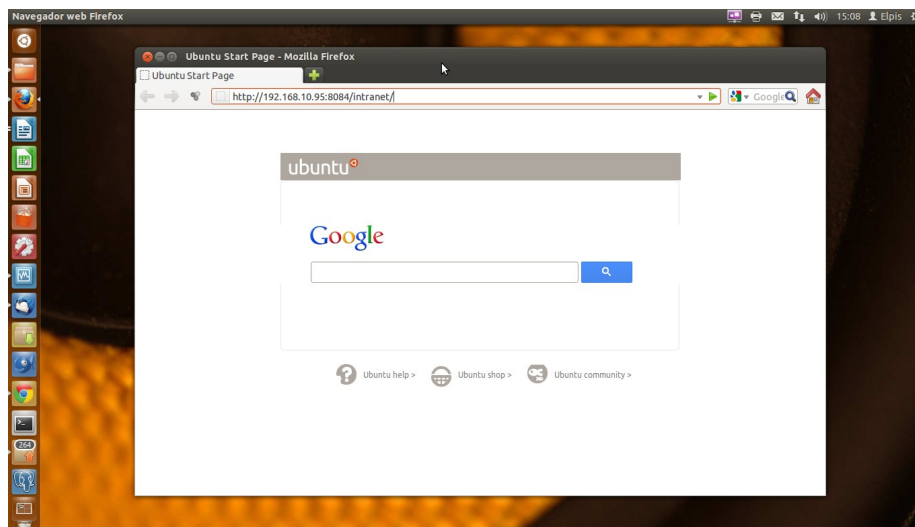 Navegador web Firefox
15:08 Elpis
Ubuntu Start Page - Mozilla Firefox
Ubuntu Start Page
http://192.168.10.95:8084/intranet/
Google
ubuntu
Google
Ubuntu help >
Ubuntu shop >
Ubuntu community >
264